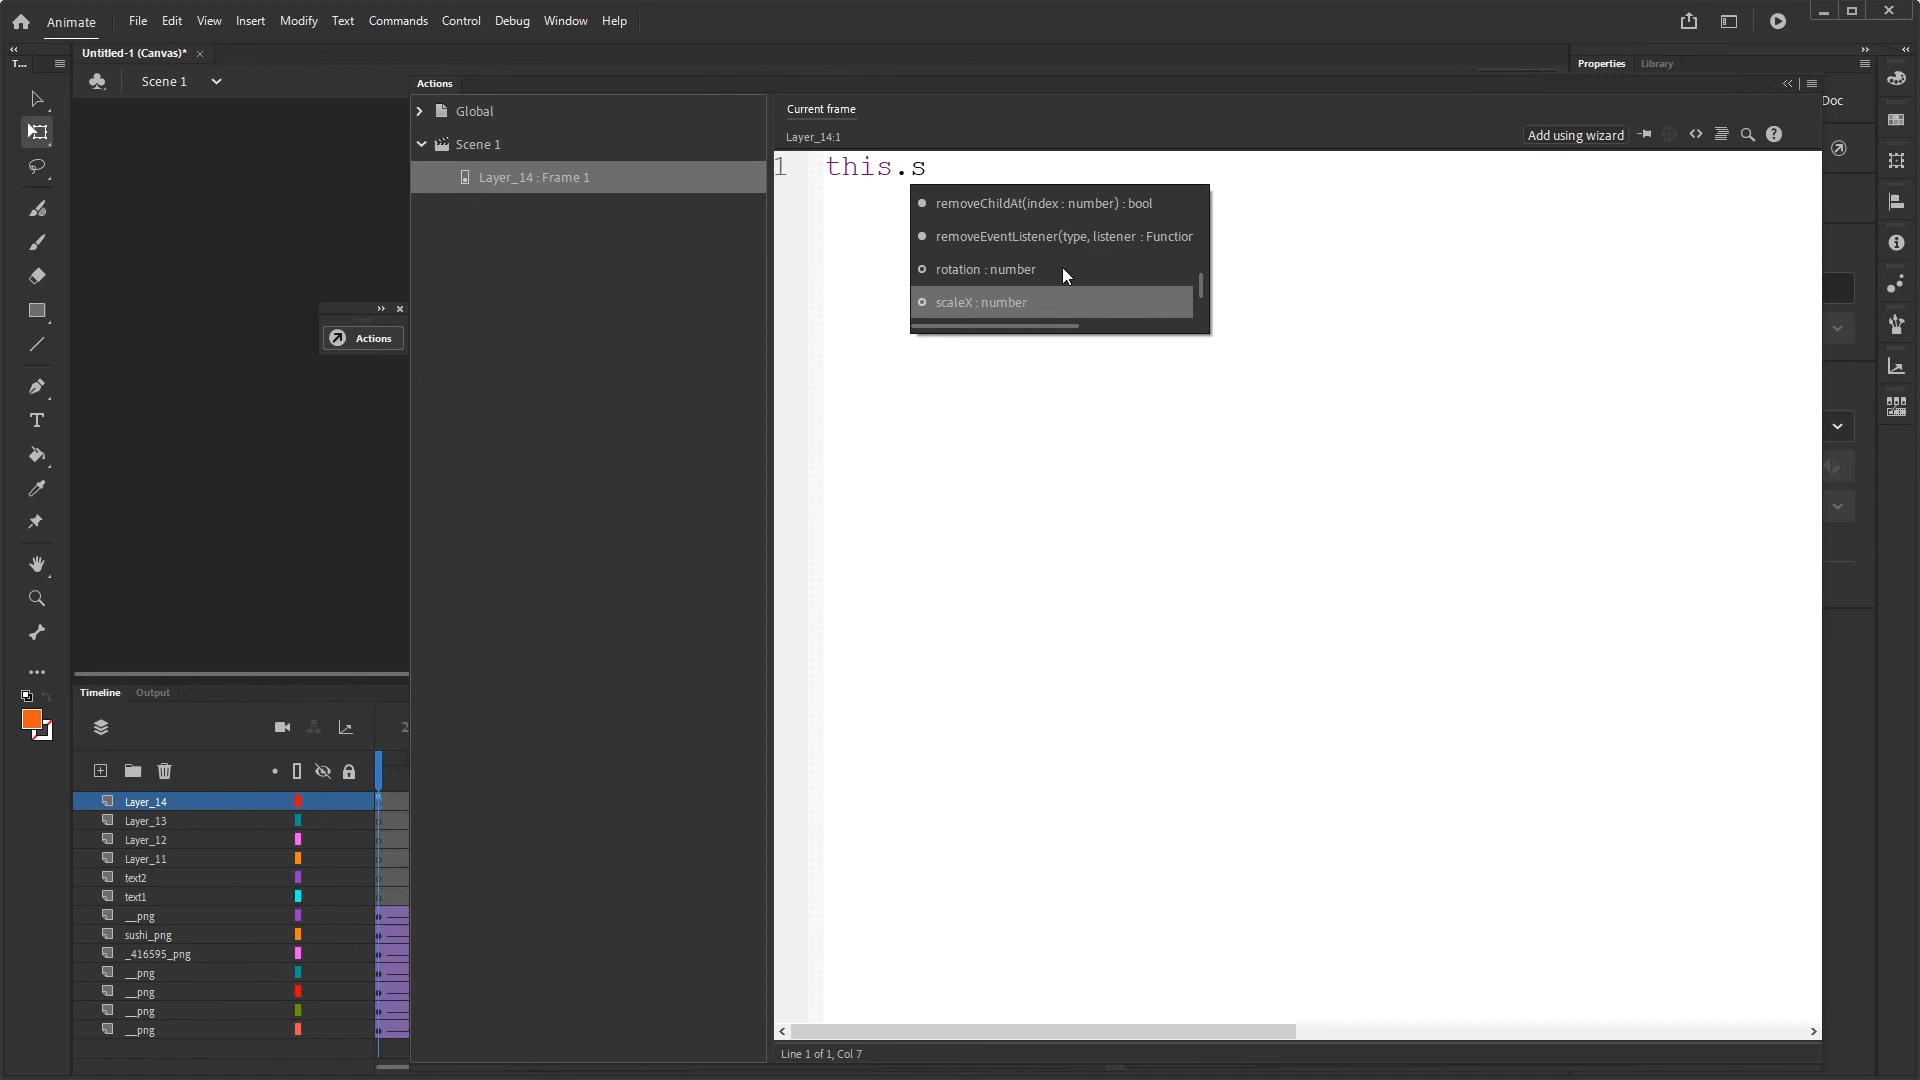 Animate
File Edit View Insert Modify Text Commands Control Debug Window Help
T...
Untitled-1 (Canvas)*
Scene 1
Properties Library
Doc
Actions
Global
Scene 1
Layer_14 : Frame 1
Current frame
Layer_14:1
Add using wizard
1 this.s
removeChildAt(index : number) : bool
removeEventListener(type, listener : Function
rotation : number
scaleX : number
Actions
Timeline Output
2
Layer_14
Layer_13
Layer_12
Layer_11
text2
text1
__png
sushi_png
_416595_png
__png
__png
__png
__png
Line 1 of 1, Col 7